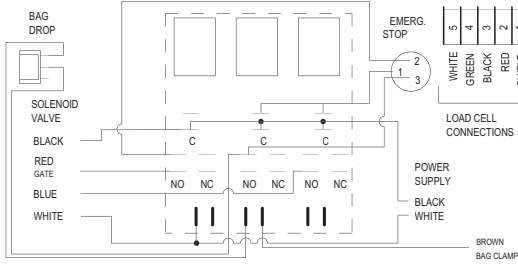 BAG
DROP
EMERG.
STOP
2
1
3
5
4
3
2
WHITE
GREEN
BLACK
RED
LOAD CELL
CONNECTIONS
SOLENOID
VALVE
BLACK
C
C
C
RED
GATE
NO
NC
NO
NC
NO
NC
BLUE
WHITE
POWER
SUPPLY
BLACK
WHITE
BROWN
BAG CLAMP